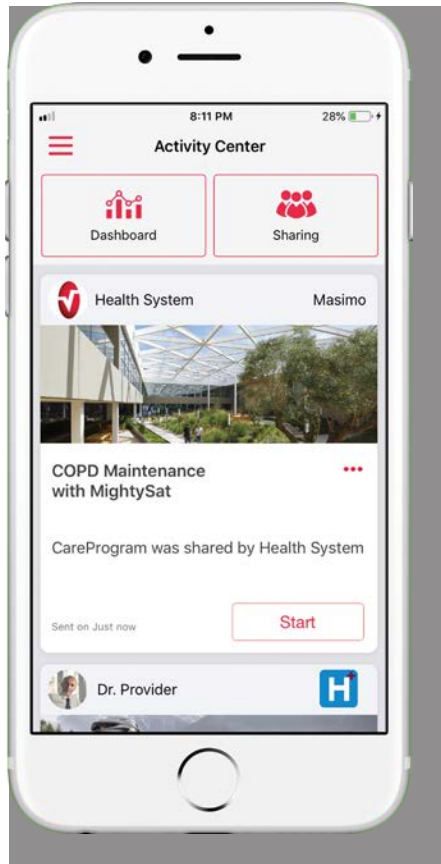 8:11 PM 28%
Activity Center
Dashboard Sharing
Health System Masimo
COPD Maintenance
with MightySat
CareProgram was shared by Health System
Sent on Just now
Start
Dr. Provider
H